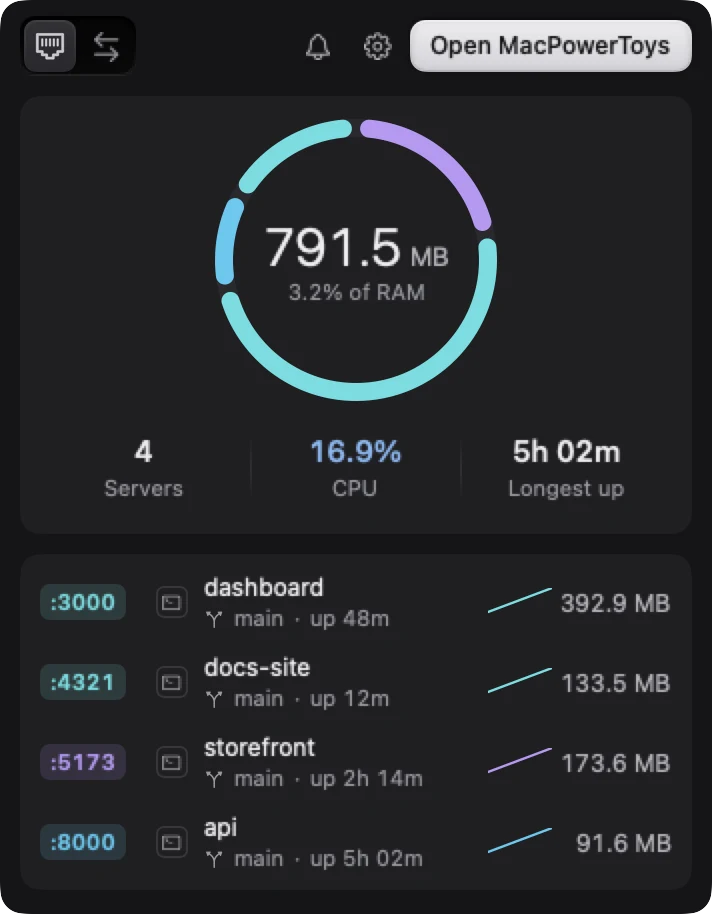 Open MacPowerToys
791.5 MB
3.2% of RAM
4
Servers
16.9%
CPU
5h 02m
Longest up
:3000
dashboard
main · up 48m
392.9 MB
:4321
docs-site
main · up 12m
133.5 MB
:5173
storefront
main · up 2h 14m
173.6 MB
:8000
api
main · up 5h 02m
91.6 MB